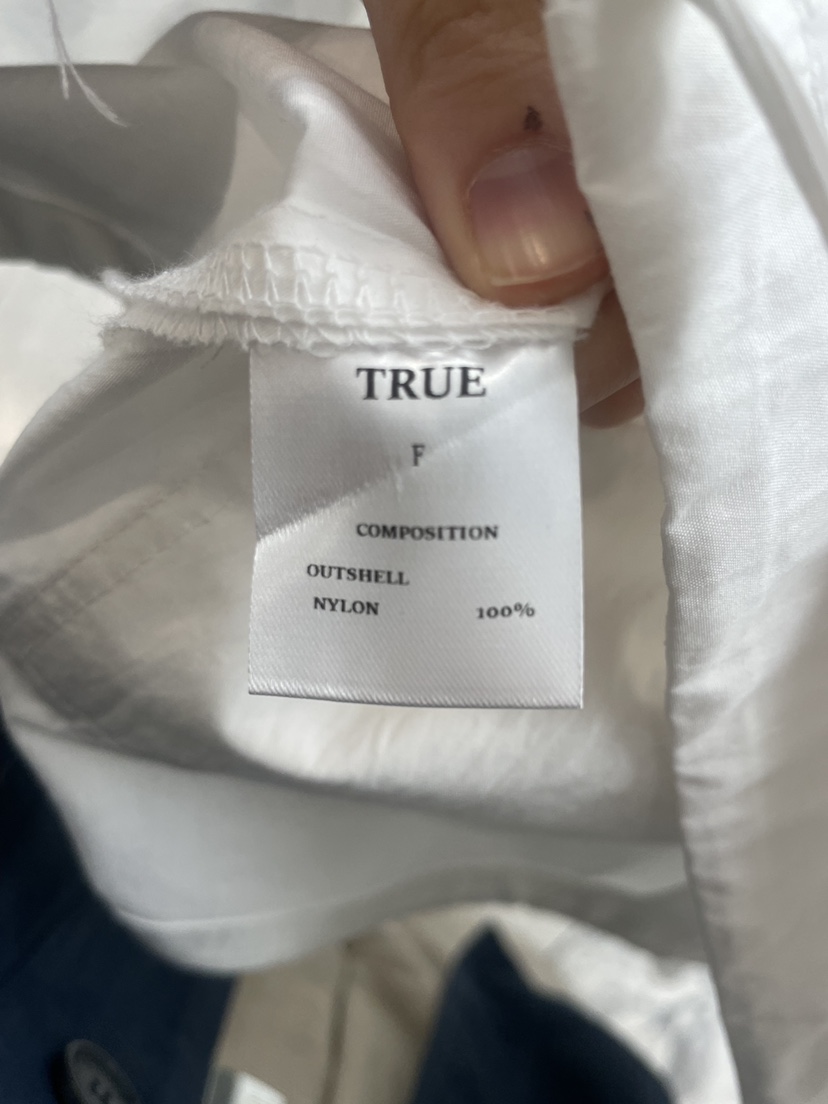 TRUE
F
COMPOSITION
OUTSHELL
NYLON 100%